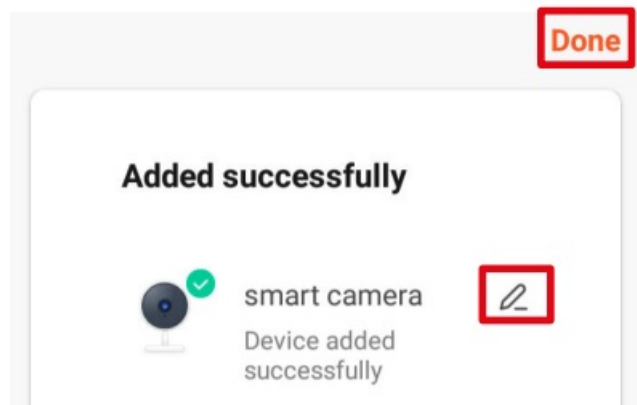 Done
Added successfully
smart camera
Device added
successfully